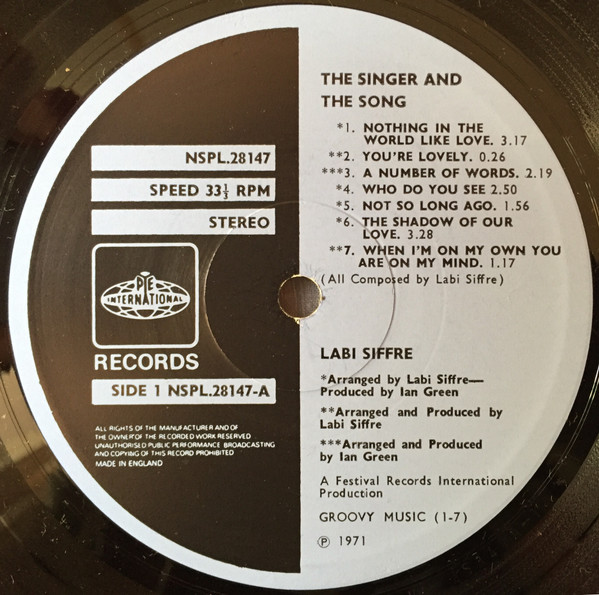 NSPL.28147
SPEED 33⅓ RPM
STEREO
PYE
INTERNATIONAL
RECORDS
SIDE 1 NSPL.28147-A
ALL RIGHTS OF THE MANUFACTURER AND OF
THE OWNER OF THE RECORDED WORK RESERVED
UNAUTHORISED PUBLIC PERFORMANCE BROADCASTING
AND COPYING OF THIS RECORD PROHIBITED
MADE IN ENGLAND
THE SINGER AND
THE SONG
*1. NOTHING IN THE
WORLD LIKE LOVE. 3.17
**2. YOU'RE LOVELY. 0.26
***3. A NUMBER OF WORDS. 2.19
*4. WHO DO YOU SEE 2.50
*5. NOT SO LONG AGO. 1.56
*6. THE SHADOW OF OUR
LOVE. 3.28
**7. WHEN I'M ON MY OWN YOU
ARE ON MY MIND. 1.17
(All Composed by Labi Siffre)
LABI SIFFRE
*Arranged by Labi Siffre—
Produced by Ian Green
**Arranged and Produced by
Labi Siffre
***Arranged and Produced
by Ian Green
A Festival Records International
Production
GROOVY MUSIC (1-7)
℗ 1971